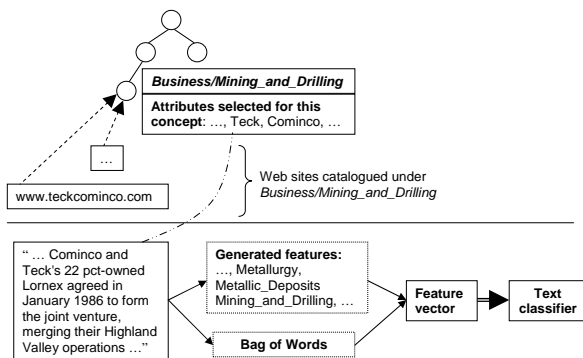 Business/Mining_and_Drilling
Attributes selected for this
concept: ..., Teck, Cominco, ...
...
www.teckcominco.com
Web sites catalogued under
Business/Mining_and_Drilling
“ ... Cominco and
Teck’s 22 pct-owned
Lornex agreed in
January 1986 to form
the joint venture,
merging their Highland
Valley operations ...”
Generated features:
..., Metallurgy,
Metallic_Deposits
Mining_and_Drilling, ...
Bag of Words
Feature
vector
Text
classifier